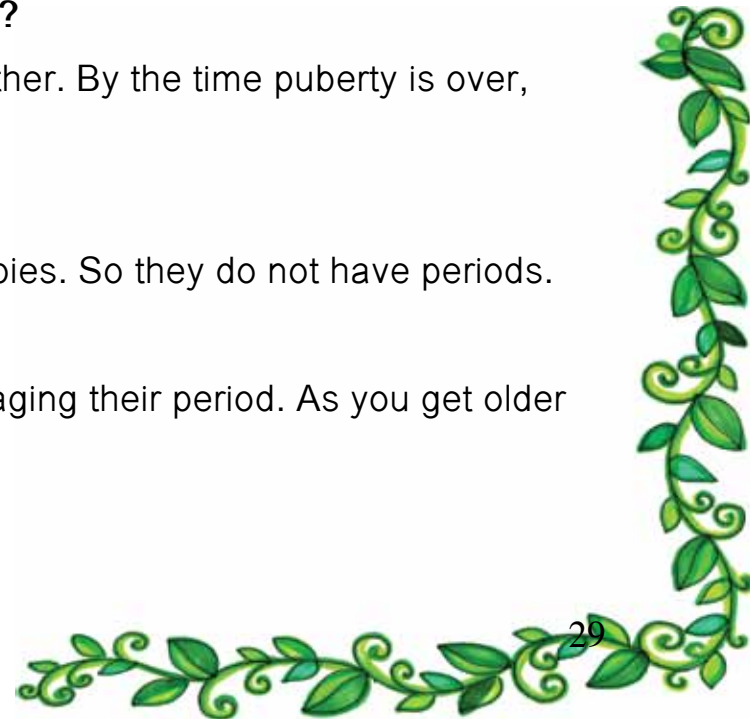 ?
ther. By the time puberty is over,
bies. So they do not have periods.
aging their period. As you get older
29